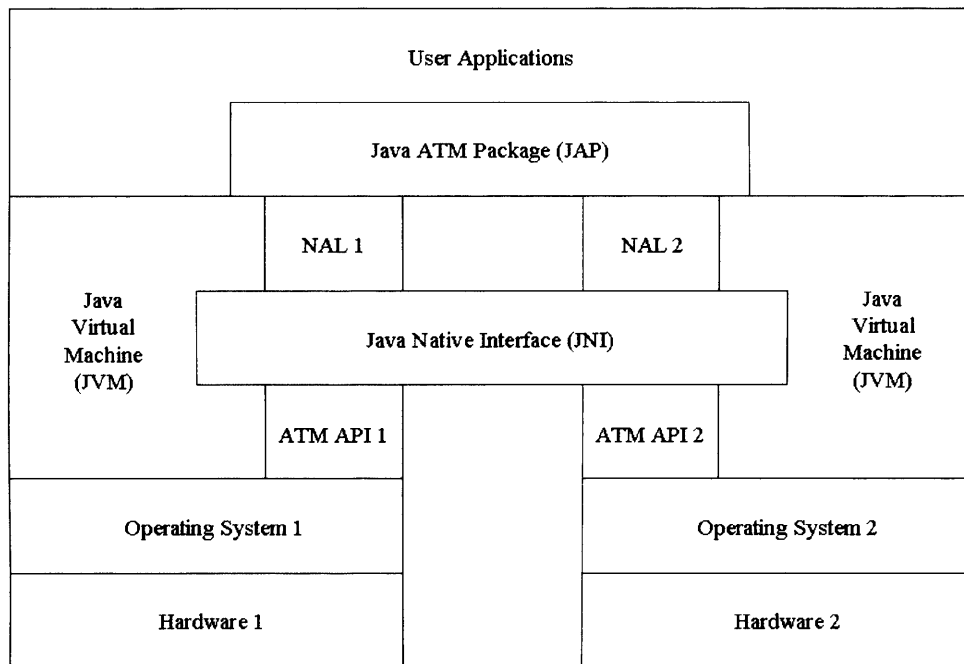 User Applications
Java ATM Package (JAP)
NAL 1
NAL 2
Java
Virtual
Machine
(JVM)
Java Native Interface (JNI)
Java
Virtual
Machine
(JVM)
ATM API 1
ATM API 2
Operating System 1
Operating System 2
Hardware 1
Hardware 2